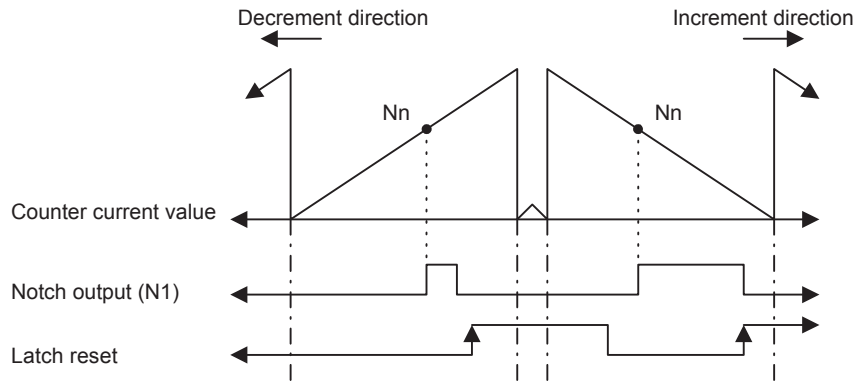 Decrement direction
Increment direction
Nn
Nn
Counter current value
Notch output (N1)
Latch reset